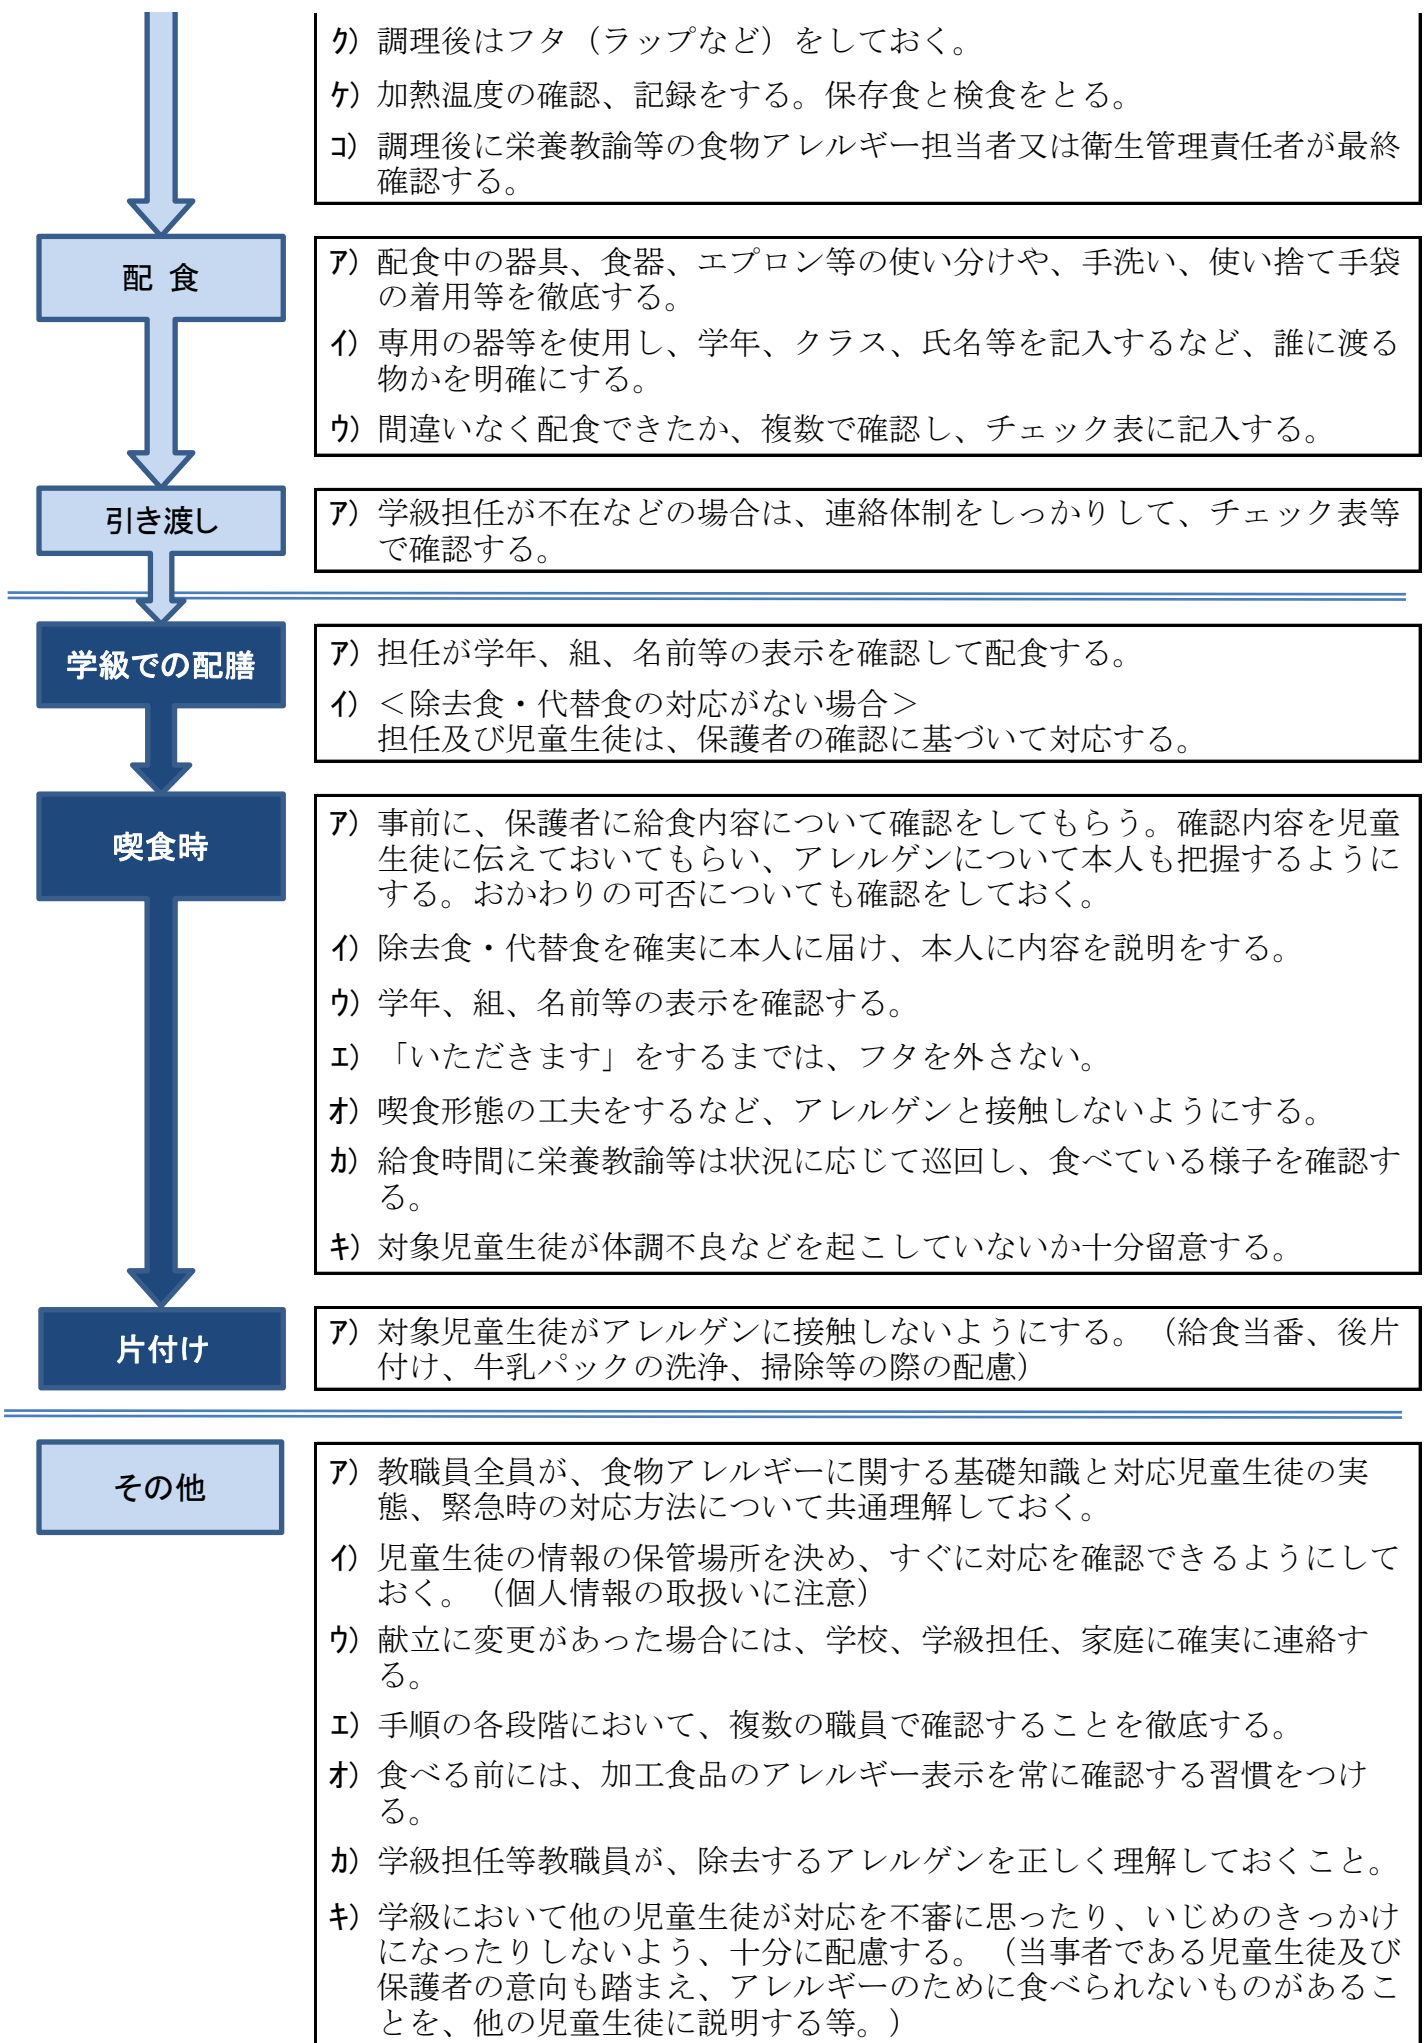 ク）調理後はフタ（ラップなど）をしておく。
ケ）加熱温度の確認、記録をする。保存食と検食をとる。
コ）調理後に栄養教諭等の食物アレルギー担当者又は衛生管理責任者が最終
確認する。
配 食
ア）配食中の器具、食器、エプロン等の使い分けや、手洗い、使い捨て手袋
の着用等を徹底する。
イ）専用の器等を使用し、学年、クラス、氏名等を記入するなど、誰に渡る
物かを明確にする。
ウ）間違いなく配食できたか、複数で確認し、チェック表に記入する。
引き渡し
ア）学級担任が不在などの場合は、連絡体制をしっかりして、チェック表等
で確認する。
学級での配膳
ア）担任が学年、組、名前等の表示を確認して配食する。
イ）＜除去食・代替食の対応がない場合＞
担任及び児童生徒は、保護者の確認に基づいて対応する。
喫食時
ア）事前に、保護者に給食内容について確認をしてもらう。確認内容を児童
生徒に伝えておいてもらい、アレルゲンについて本人も把握するように
する。おかわりの可否についても確認をしておく。
イ）除去食・代替食を確実に本人に届け、本人に内容を説明をする。
ウ）学年、組、名前等の表示を確認する。
エ）「いただきます」をするまでは、フタを外さない。
オ）喫食形態の工夫をするなど、アレルゲンと接触しないようにする。
カ）給食時間に栄養教諭等は状況に応じて巡回し、食べている様子を確認す
る。
キ）対象児童生徒が体調不良などを起こしていないか十分留意する。
片付け
ア）対象児童生徒がアレルゲンに接触しないようにする。（給食当番、後片
付け、牛乳パックの洗浄、掃除等の際の配慮）
その他
ア）教職員全員が、食物アレルギーに関する基礎知識と対応児童生徒の実
態、緊急時の対応方法について共通理解しておく。
イ）児童生徒の情報の保管場所を決め、すぐに対応を確認できるようにして
おく。（個人情報の取扱いに注意）
ウ）献立に変更があった場合には、学校、学級担任、家庭に確実に連絡す
る。
エ）手順の各段階において、複数の職員で確認することを徹底する。
オ）食べる前には、加工食品のアレルギー表示を常に確認する習慣をつけ
る。
カ）学級担任等教職員が、除去するアレルゲンを正しく理解しておくこと。
キ）学級において他の児童生徒が対応を不審に思ったり、いじめのきっかけ
になったりしないよう、十分に配慮する。（当事者である児童生徒及び
保護者の意向も踏まえ、アレルギーのために食べられないものがあるこ
とを、他の児童生徒に説明する等。）